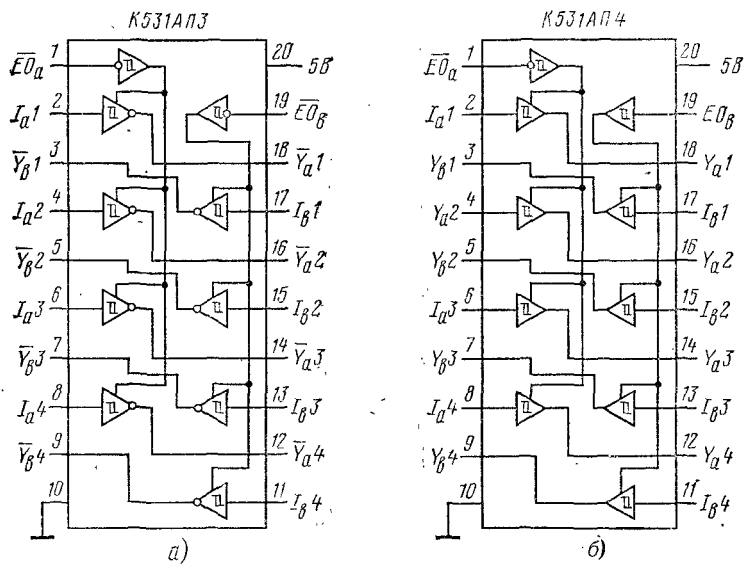 К531АП3
1 20
E̅O̅a 5В
2 19
Ia1 E̅O̅в
3 18
Y̅в1 Y̅a1
4 17
Ia2 Iв1
5 16
Y̅в2 Y̅a2
6 15
Ia3 Iв2
7 14
Y̅в3 Y̅a3
8 13
Ia4 Iв3
9 12
Y̅в4 Y̅a4
10 11
Iв4
а)
К531АП4
1 20
E̅O̅a 5В
2 19
Ia1 EOв
3 18
Yв1 Ya1
4 17
Ya2 Iв1
5 16
Yв2 Ya2
6 15
Ia3 Iв2
7 14
Yв3 Ya3
8 13
Ia4 Iв3
9 12
Yв4 Ya4
10 11
Iв4
б)